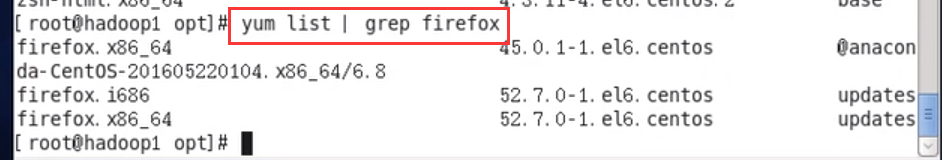 zsh-html.x86_64 4.3.11-4.el6.centos.2 base
[root@hadoop1 opt]# yum list | grep firefox
firefox.x86_64 45.0.1-1.el6.centos @anacon
da-CentOS-201605220104.x86_64/6.8
firefox.i686 52.7.0-1.el6.centos updates
firefox.x86_64 52.7.0-1.el6.centos updates
[root@hadoop1 opt]#